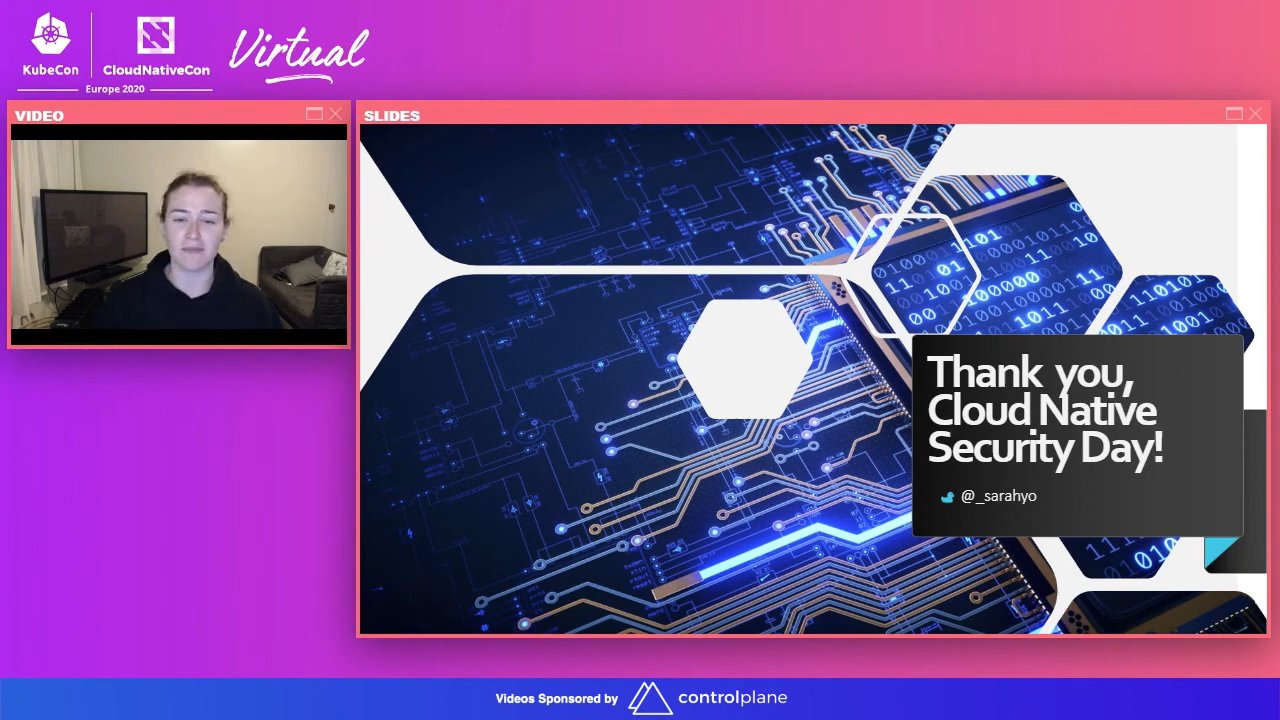 KubeCon
CloudNativeCon
Europe 2020
Virtual
VIDEO
SLIDES
Thank you,
Cloud Native
Security Day!
@_sarahyo
Videos Sponsored by
controlplane